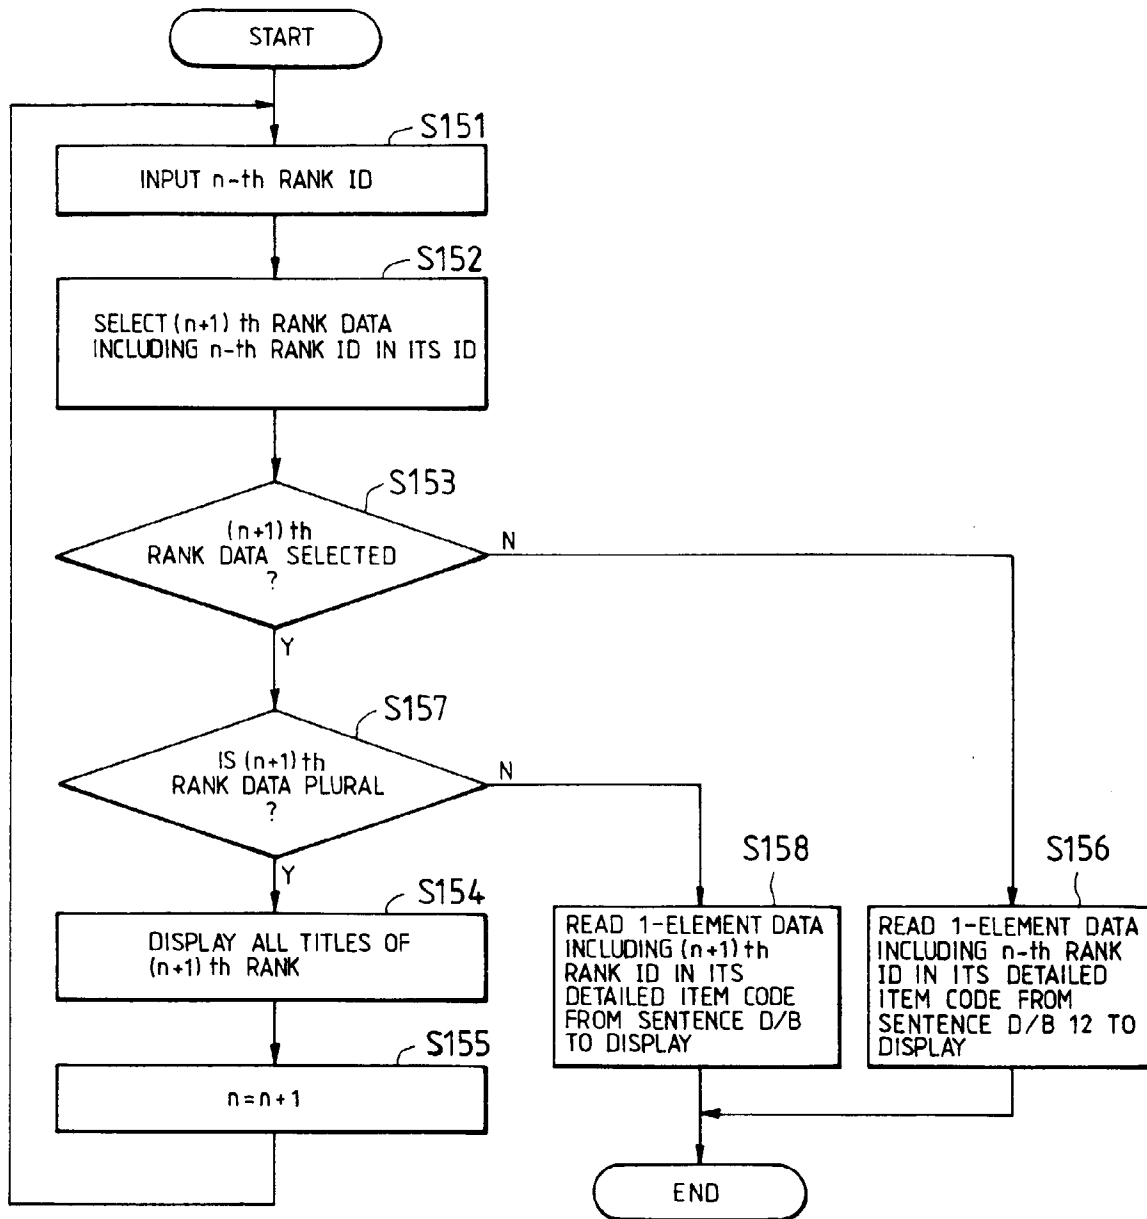 START
S151
INPUT n-th RANK ID
S152
SELECT (n+1) th RANK DATA
INCLUDING n-th RANK ID IN ITS ID
S153
(n+1) th
RANK DATA SELECTED
?
N
Y
S157
IS (n+1) th
RANK DATA PLURAL
?
N
Y
S154
DISPLAY ALL TITLES OF
(n+1) th RANK
S155
n=n+1
S158
READ 1-ELEMENT DATA
INCLUDING (n+1) th
RANK ID IN ITS
DETAILED ITEM CODE
FROM SENTENCE D/B
TO DISPLAY
S156
READ 1-ELEMENT DATA
INCLUDING n-th RANK
ID IN ITS DETAILED
ITEM CODE FROM
SENTENCE D/B 12 TO
DISPLAY
END